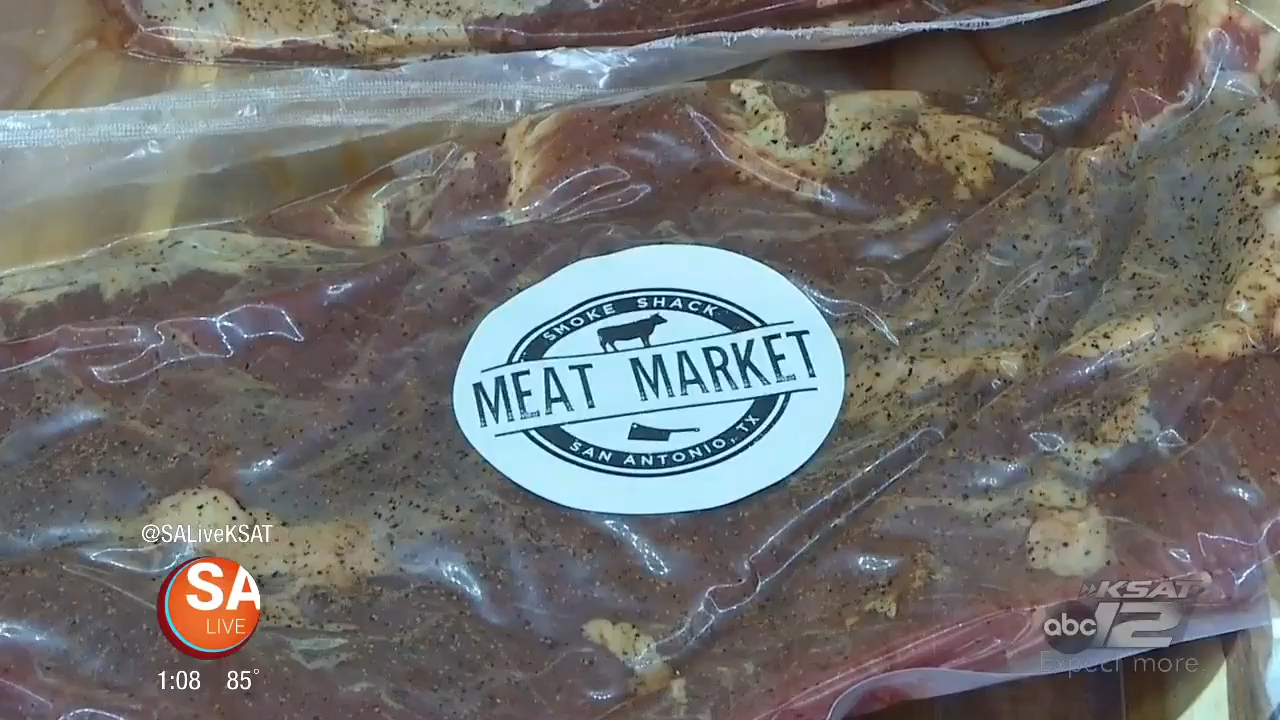 SMOKE SHACK
MEAT MARKET
SAN ANTONIO, TX
@SALiveKSAT
SA
LIVE
1:08 85°
KSAT
abc 12
Expect more.